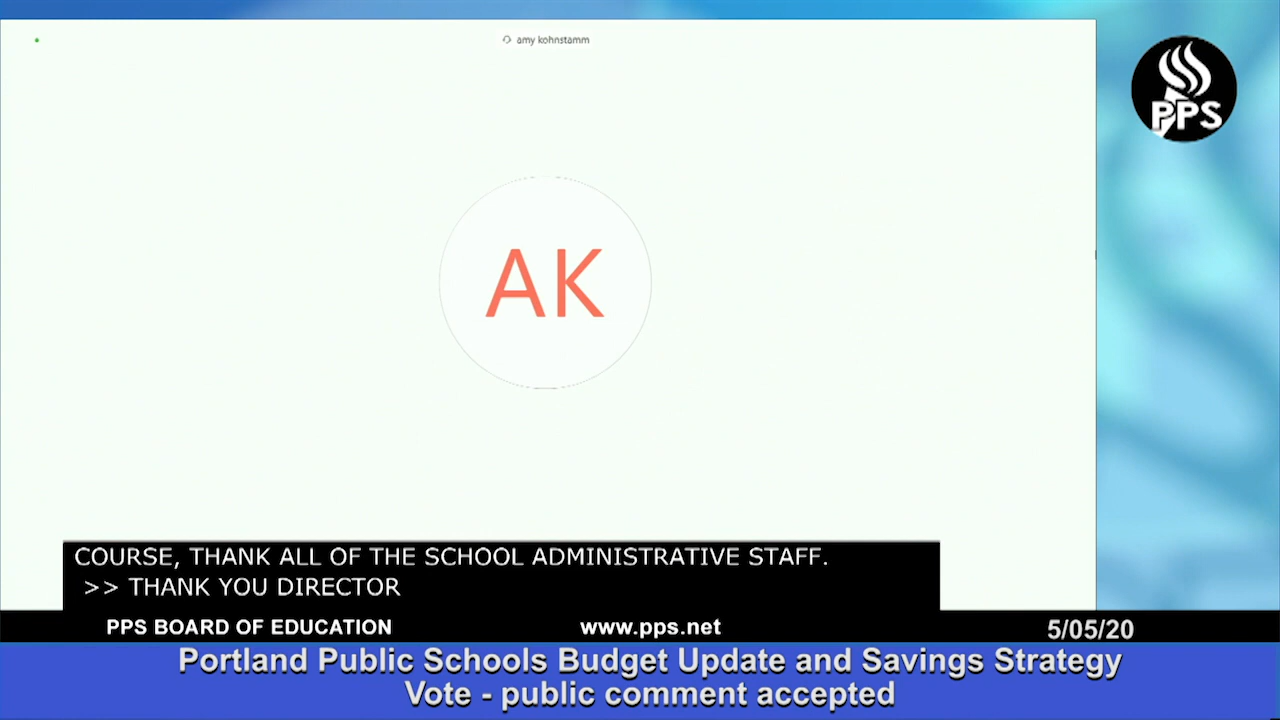 amy kohnstamm
PPS
AK
COURSE, THANK ALL OF THE SCHOOL ADMINISTRATIVE STAFF.
>> THANK YOU DIRECTOR
PPS BOARD OF EDUCATION www.pps.net 5/05/20
Portland Public Schools Budget Update and Savings Strategy
Vote - public comment accepted